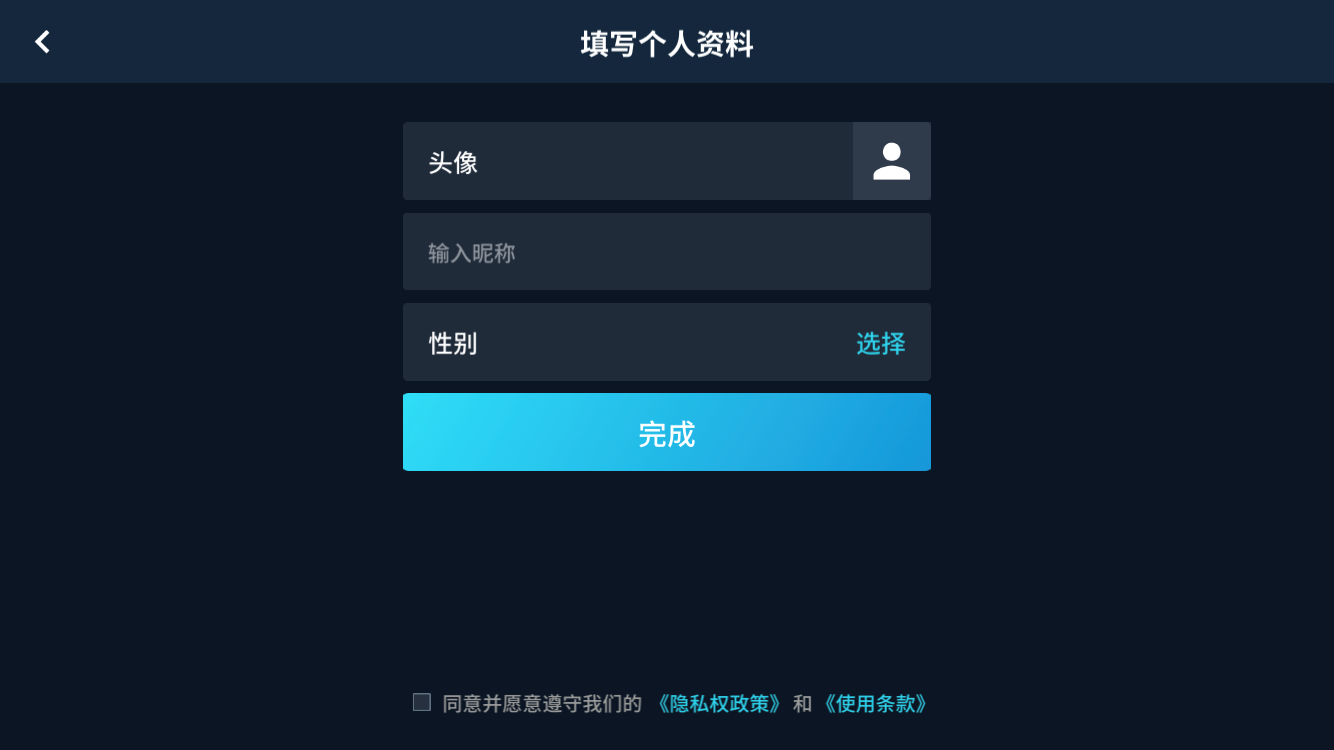 填写个人资料
头像
输入昵称
性别 选择
完成
同意并愿意遵守我们的 《隐私权政策》 和 《使用条款》